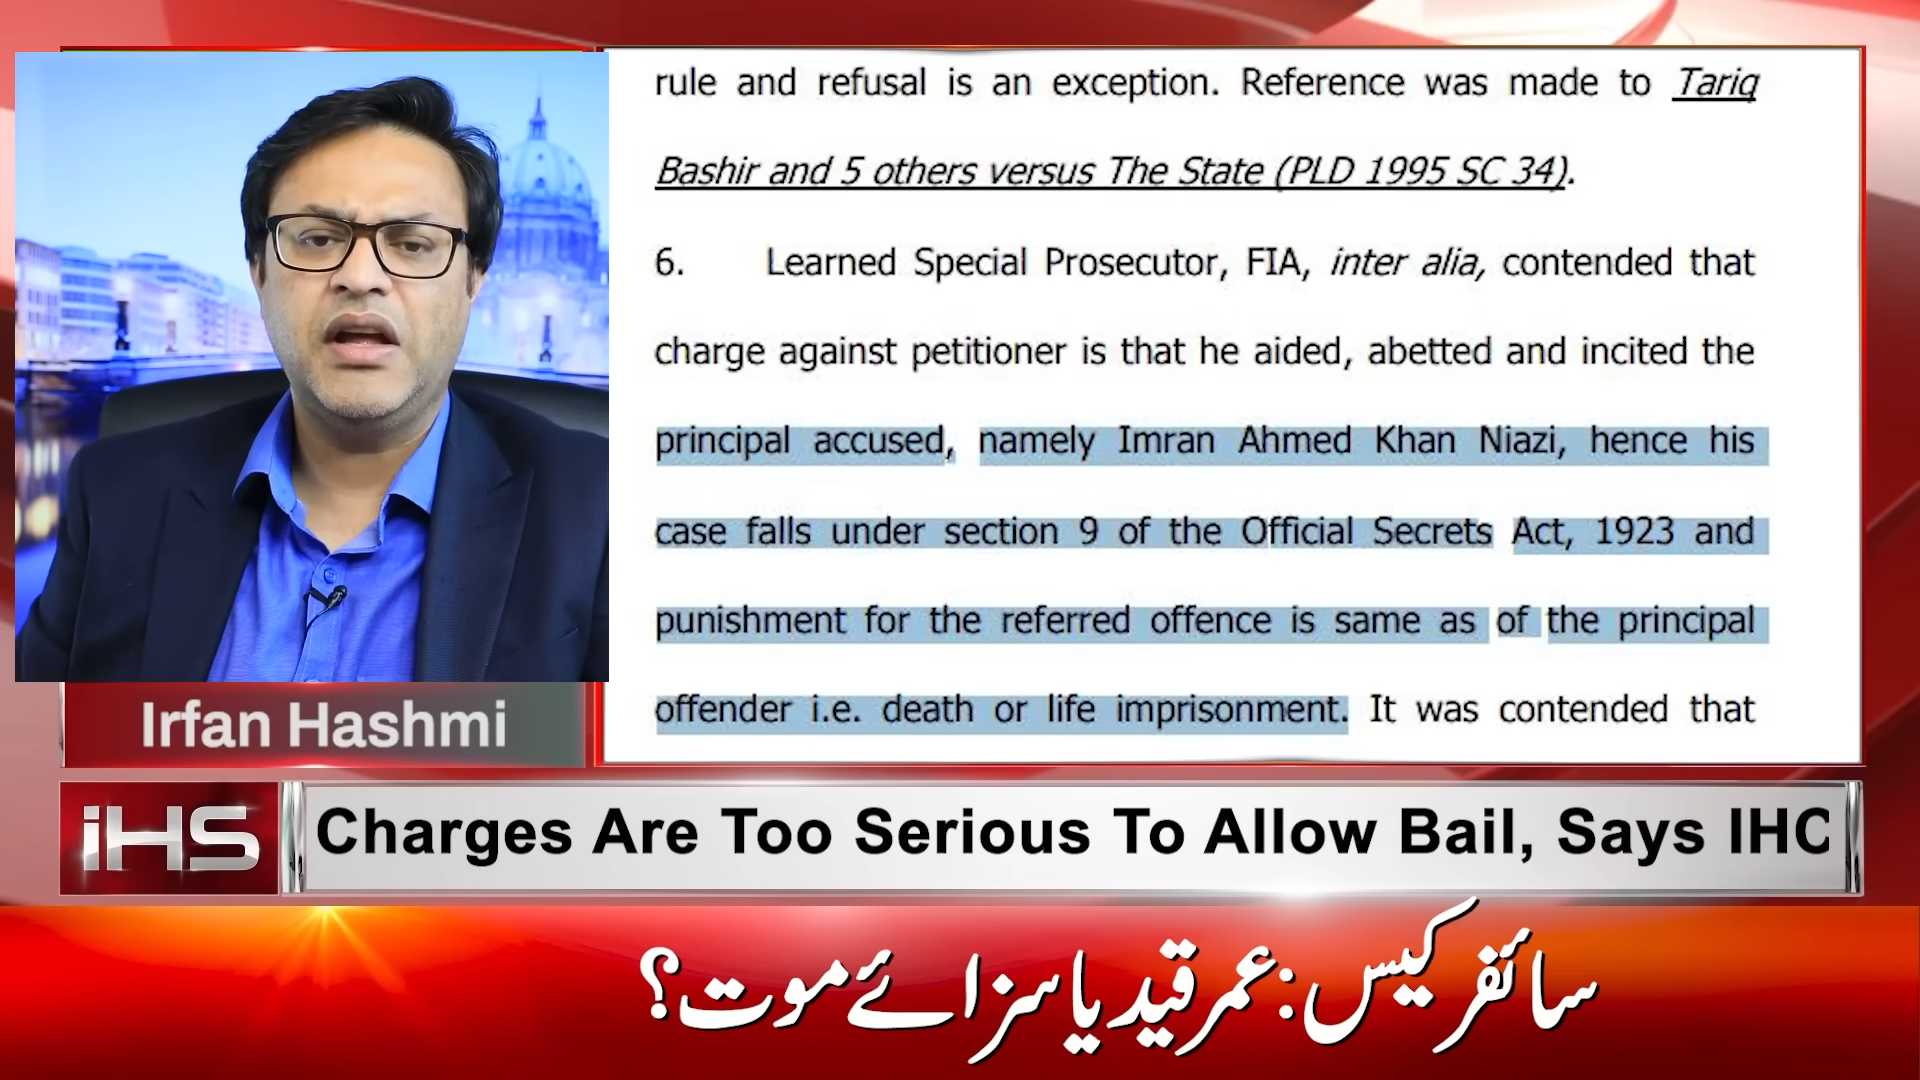 rule and refusal is an exception. Reference was made to Tariq
Bashir and 5 others versus The State (PLD 1995 SC 34).
6. Learned Special Prosecutor, FIA, inter alia, contended that
charge against petitioner is that he aided, abetted and incited the
principal accused, namely Imran Ahmed Khan Niazi, hence his
case falls under section 9 of the Official Secrets Act, 1923 and
punishment for the referred offence is same as of the principal
offender i.e. death or life imprisonment. It was contended that
Irfan Hashmi
iHS
Charges Are Too Serious To Allow Bail, Says IHC
سائفر کیس: عمر قید یا سزائے موت؟